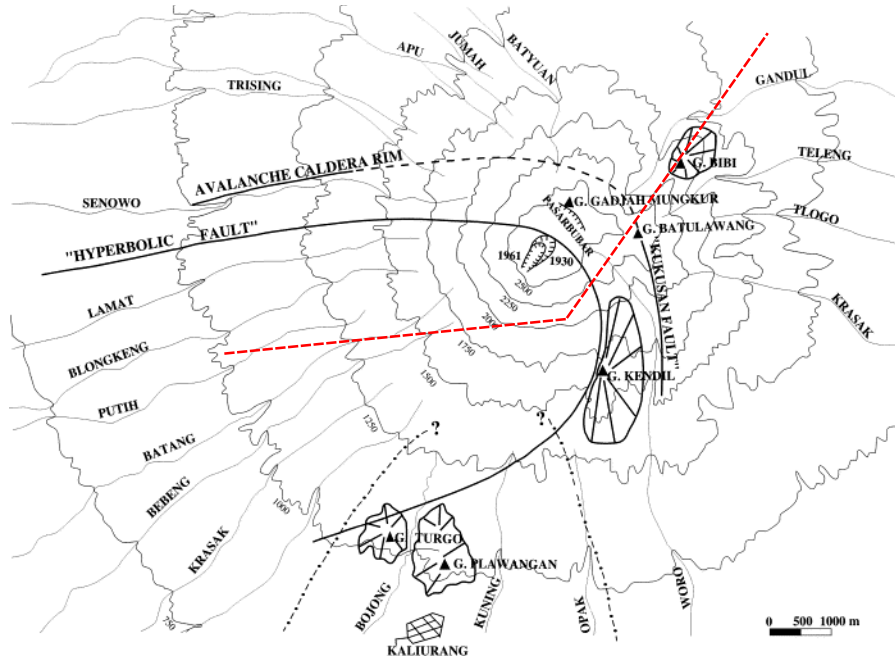 BATYUAN
JUMAH
APU
TRISING
GANDUL
G. BIBI
TELENG
AVALANCHE CALDERA RIM
SENOWO
G. GADJAH MUNGKUR
PASARBUBAR
TLOGO
G. BATULAWANG
"HYPERBOLIC FAULT"
1961
1930
"KUKUSAN FAULT"
2500
2250
2000
1750
1500
1250
1000
750
LAMAT
KRASAK
BLONGKENG
G. KENDIL
PUTIH
?
?
BATANG
BEBENG
KRASAK
G. TURGO
G. PLAWANGAN
BOJONG
KUNING
OPAK
WORO
KALIURANG
0 500 1000 m